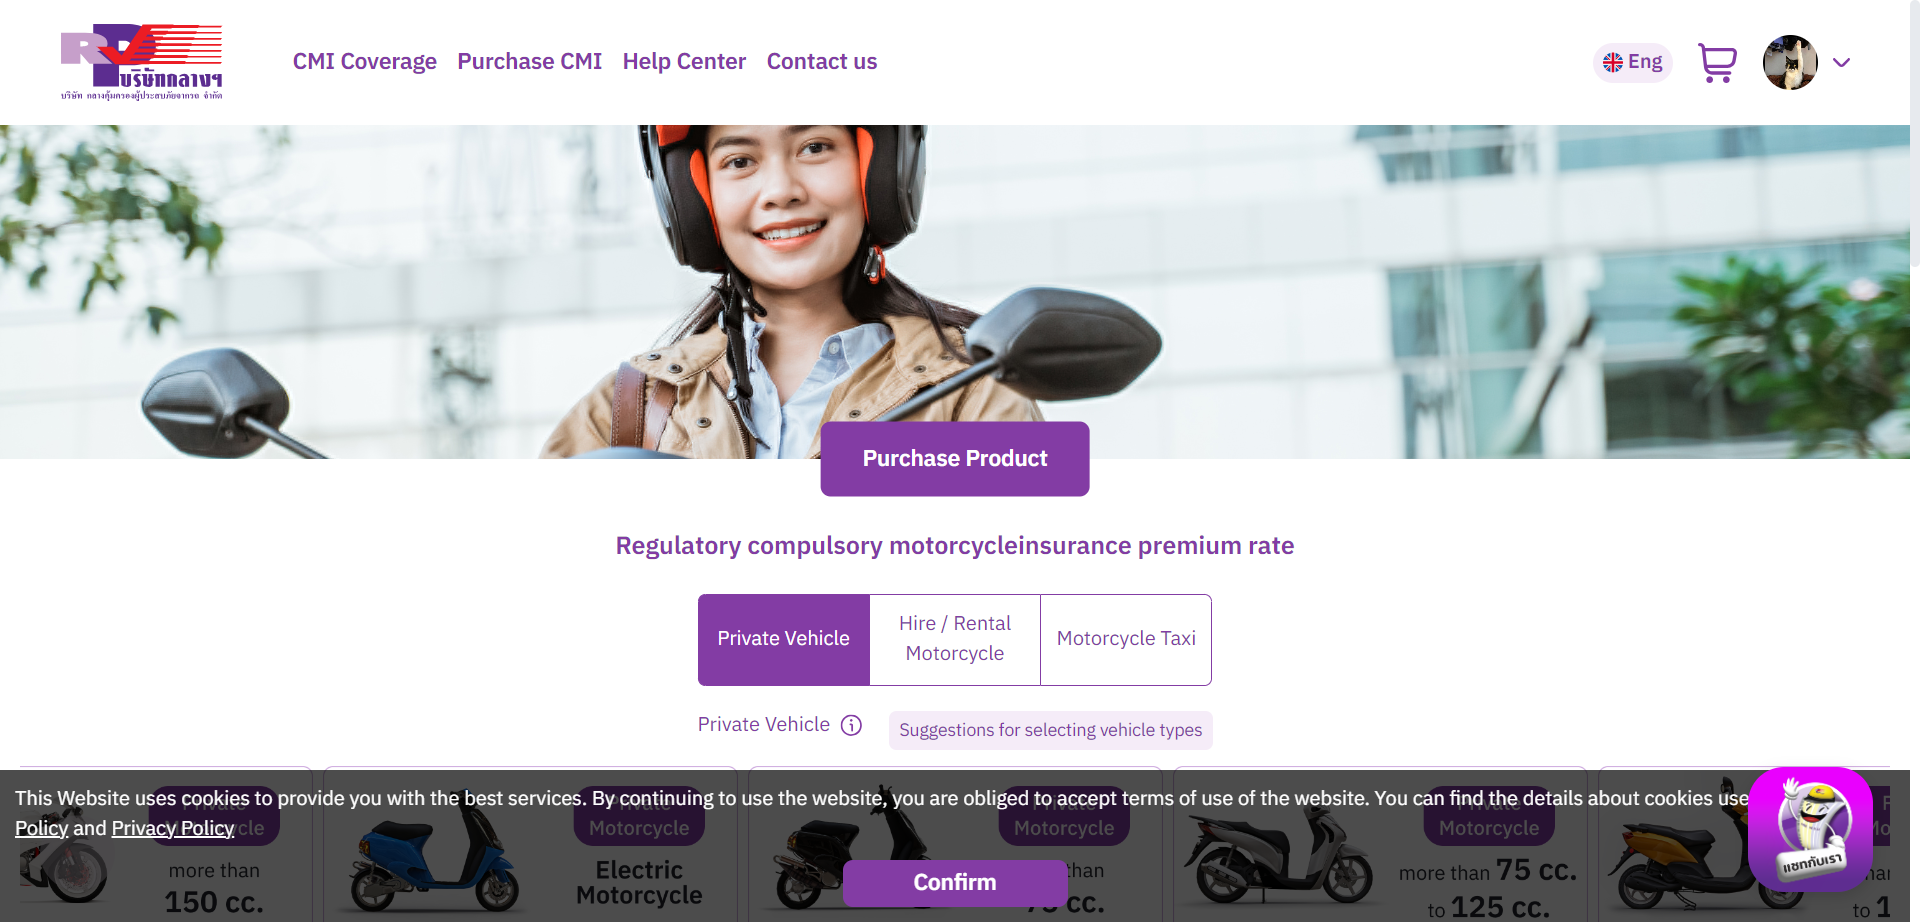 RVP
บริษัทกลางฯ
บริษัท กลางคุ้มครองผู้ประสบภัยจากรถ จำกัด
CMI Coverage
Purchase CMI
Help Center
Contact us
Eng
Purchase Product
Regulatory compulsory motorcycleinsurance premium rate
Private Vehicle
Hire / Rental
Motorcycle
Motorcycle Taxi
Private Vehicle
Suggestions for selecting vehicle types
This Website uses cookies to provide you with the best services. By continuing to use the website, you are obliged to accept terms of use of the website. You can find the details about cookies use
Policy and Privacy Policy
Confirm
Private
Motorcycle
more than
150 cc.
Private
Motorcycle
Electric
Motorcycle
Private
Motorcycle
than
cc.
Private
Motorcycle
more than 75 cc.
to 125 cc.
to 1
แชทกับเรา